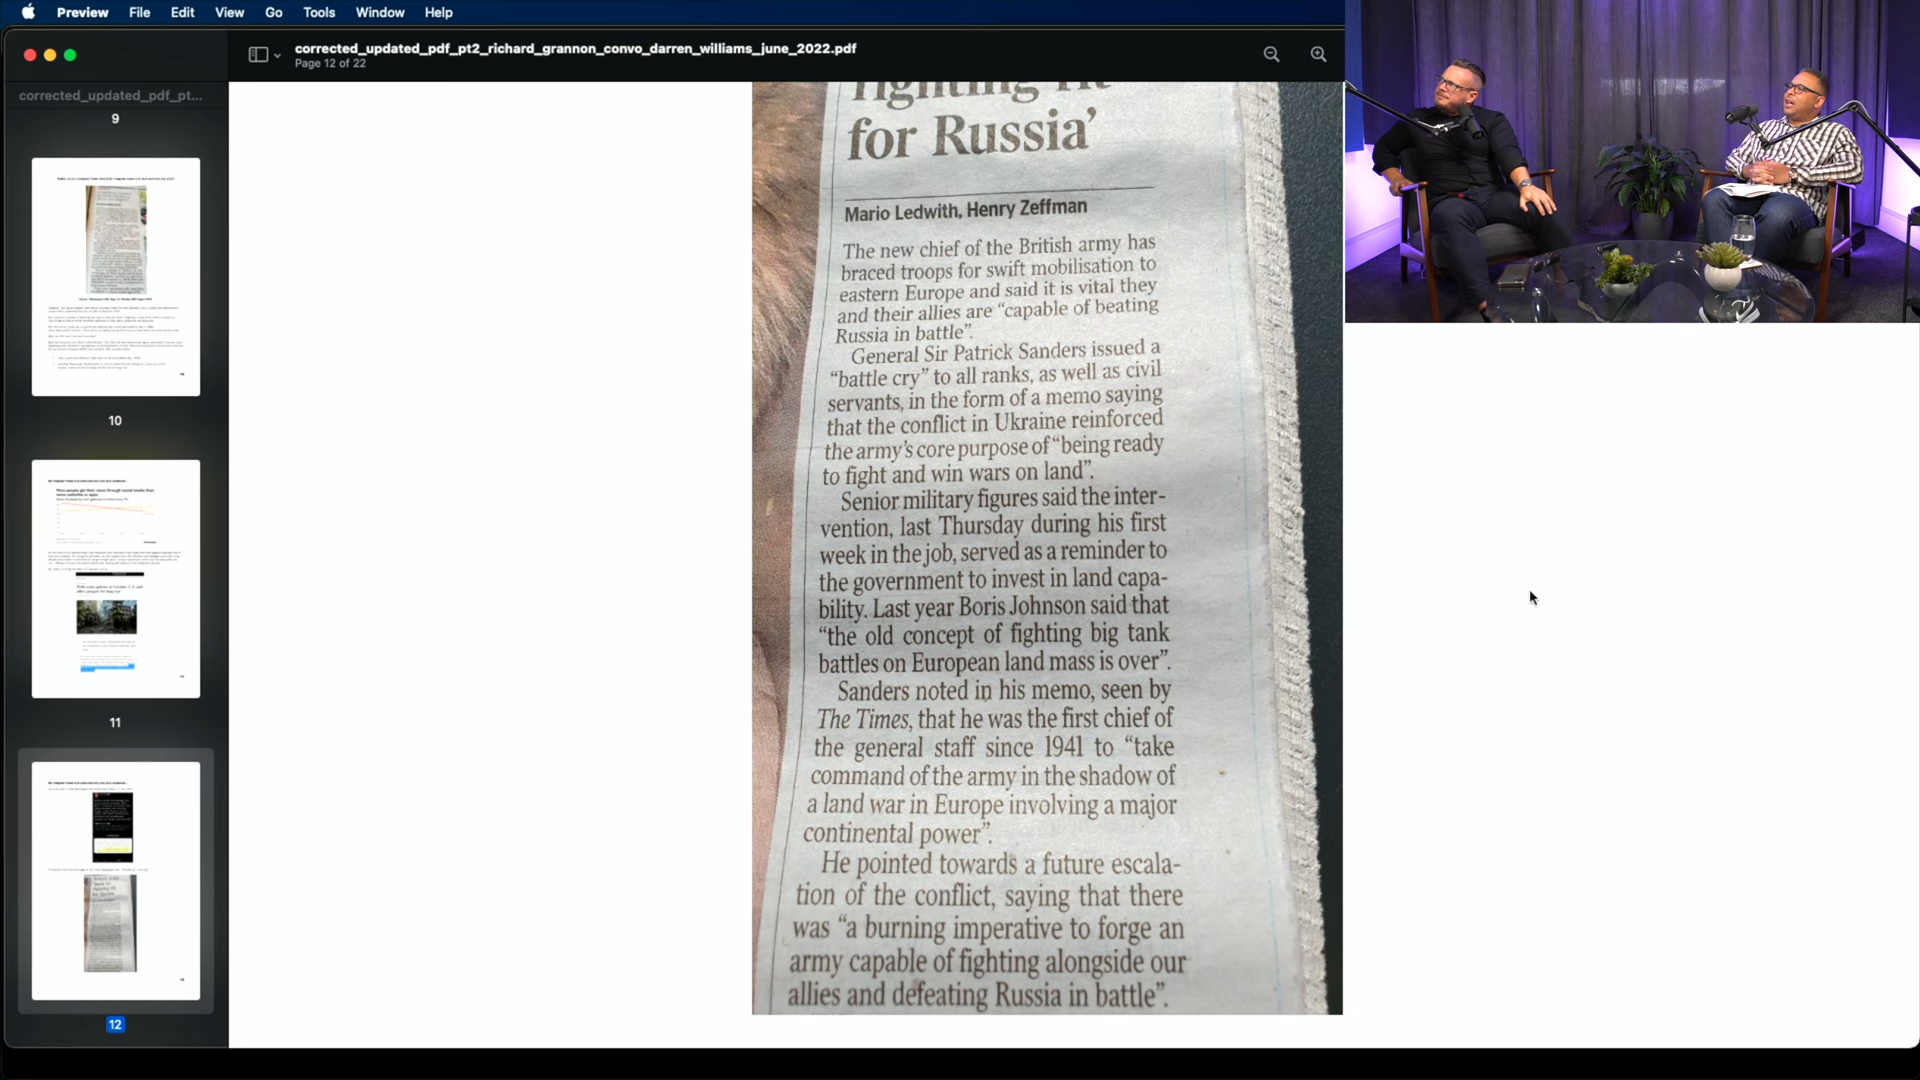 Preview File Edit View Go Tools Window Help
corrected_updated_pdf_pt2_richard_grannon_convo_darren_williams_june_2022.pdf
Page 12 of 22
corrected_updated_pdf_pt...
9
10
11
12
fighting fit
for Russia’
Mario Ledwith, Henry Zeffman
The new chief of the British army has
braced troops for swift mobilisation to
eastern Europe and said it is vital they
and their allies are “capable of beating
Russia in battle”.
General Sir Patrick Sanders issued a
“battle cry” to all ranks, as well as civil
servants, in the form of a memo saying
that the conflict in Ukraine reinforced
the army’s core purpose of “being ready
to fight and win wars on land”.
Senior military figures said the inter-
vention, last Thursday during his first
week in the job, served as a reminder to
the government to invest in land capa-
bility. Last year Boris Johnson said that
“the old concept of fighting big tank
battles on European land mass is over”.
Sanders noted in his memo, seen by
The Times, that he was the first chief of
the general staff since 1941 to “take
command of the army in the shadow of
a land war in Europe involving a major
continental power”.
He pointed towards a future escala-
tion of the conflict, saying that there
was “a burning imperative to forge an
army capable of fighting alongside our
allies and defeating Russia in battle”.